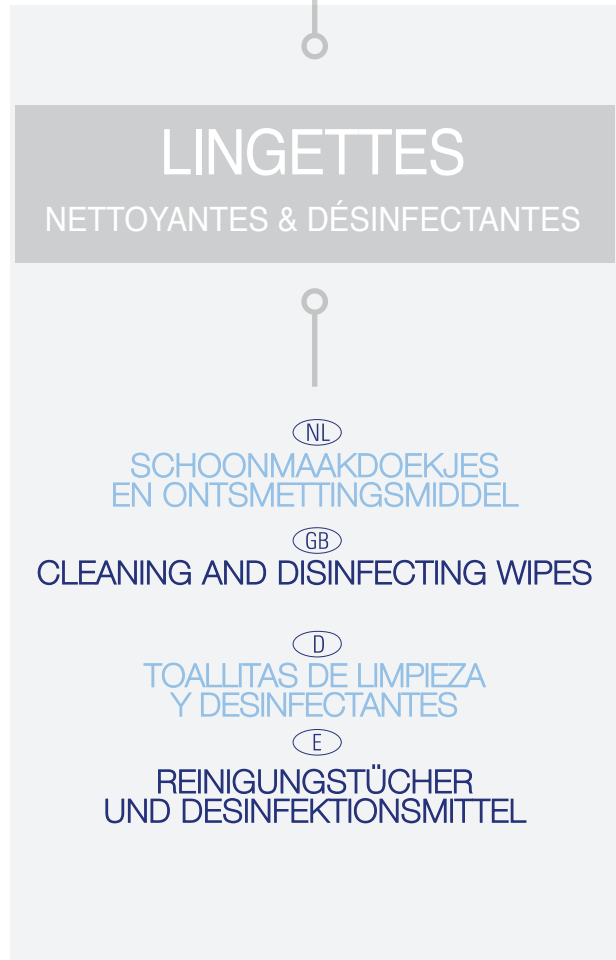 LINGETTES
NETTOYANTES & DÉSINFECTANTES
NL
SCHOONMAAKDOEKJES
EN ONTSMETTINGSMIDDEL
GB
CLEANING AND DISINFECTING WIPES
D
TOALLITAS DE LIMPIEZA
Y DESINFECTANTES
E
REINIGUNGSTÜCHER
UND DESINFEKTIONSMITTEL